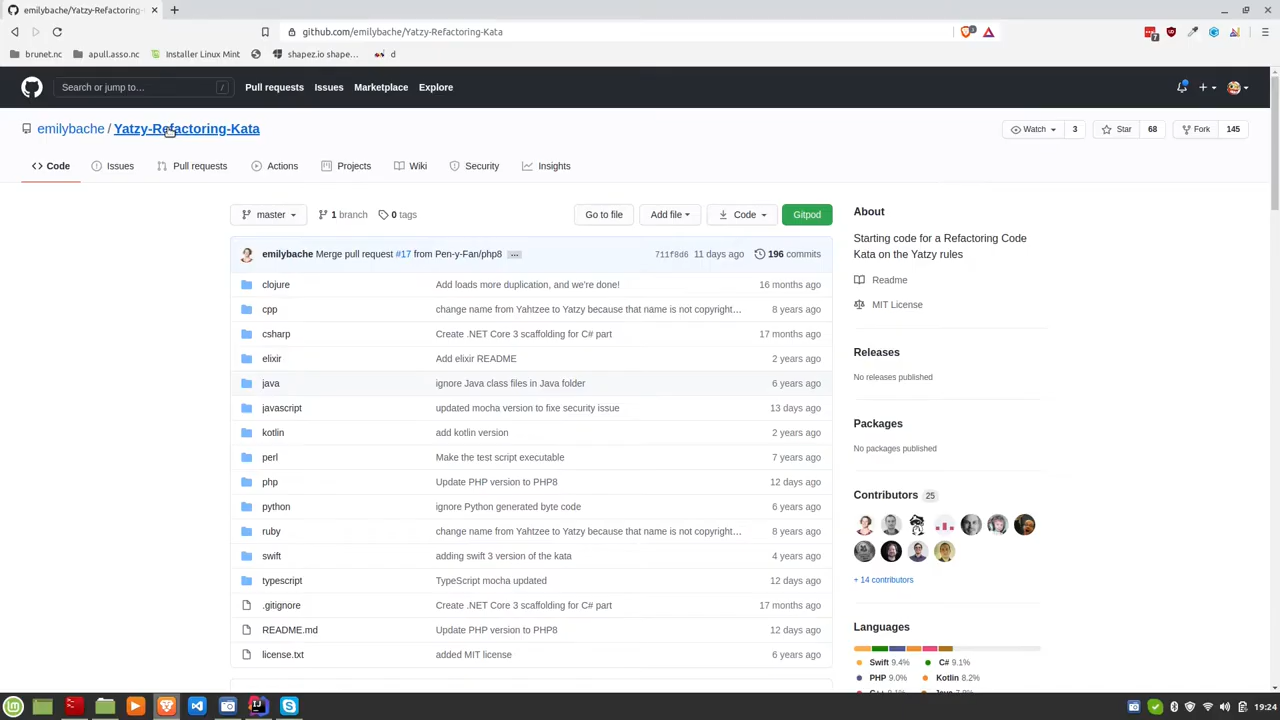 emilybache/Yatzy-Refactoring-
github.com/emilybache/Yatzy-Refactoring-Kata
brunet.nc
apull.asso.nc
Installer Linux Mint
shapez.io shape…
d
Search or jump to…
/
Pull requests
Issues
Marketplace
Explore
emilybache / Yatzy-Refactoring-Kata
Watch
3
Star
68
Fork
145
Code
Issues
Pull requests
Actions
Projects
Wiki
Security
Insights
master
1 branch
0 tags
Go to file
Add file
Code
Gitpod
emilybache Merge pull request #17 from Pen-y-Fan/php8 … 711f8d6 11 days ago 196 commits
clojure Add loads more duplication, and we're done! 16 months ago
cpp change name from Yahtzee to Yatzy because that name is not copyright… 8 years ago
csharp Create .NET Core 3 scaffolding for C# part 17 months ago
elixir Add elixir README 2 years ago
java ignore Java class files in Java folder 6 years ago
javascript updated mocha version to fixe security issue 13 days ago
kotlin add kotlin version 2 years ago
perl Make the test script executable 7 years ago
php Update PHP version to PHP8 12 days ago
python ignore Python generated byte code 6 years ago
ruby change name from Yahtzee to Yatzy because that name is not copyright… 8 years ago
swift adding swift 3 version of the kata 4 years ago
typescript TypeScript mocha updated 12 days ago
.gitignore Create .NET Core 3 scaffolding for C# part 17 months ago
README.md Update PHP version to PHP8 12 days ago
license.txt added MIT license 6 years ago
About
Starting code for a Refactoring Code
Kata on the Yatzy rules
Readme
MIT License
Releases
No releases published
Packages
No packages published
Contributors 25
+ 14 contributors
Languages
Swift 9.4%
C# 9.1%
PHP 9.0%
Kotlin 8.2%
19:24